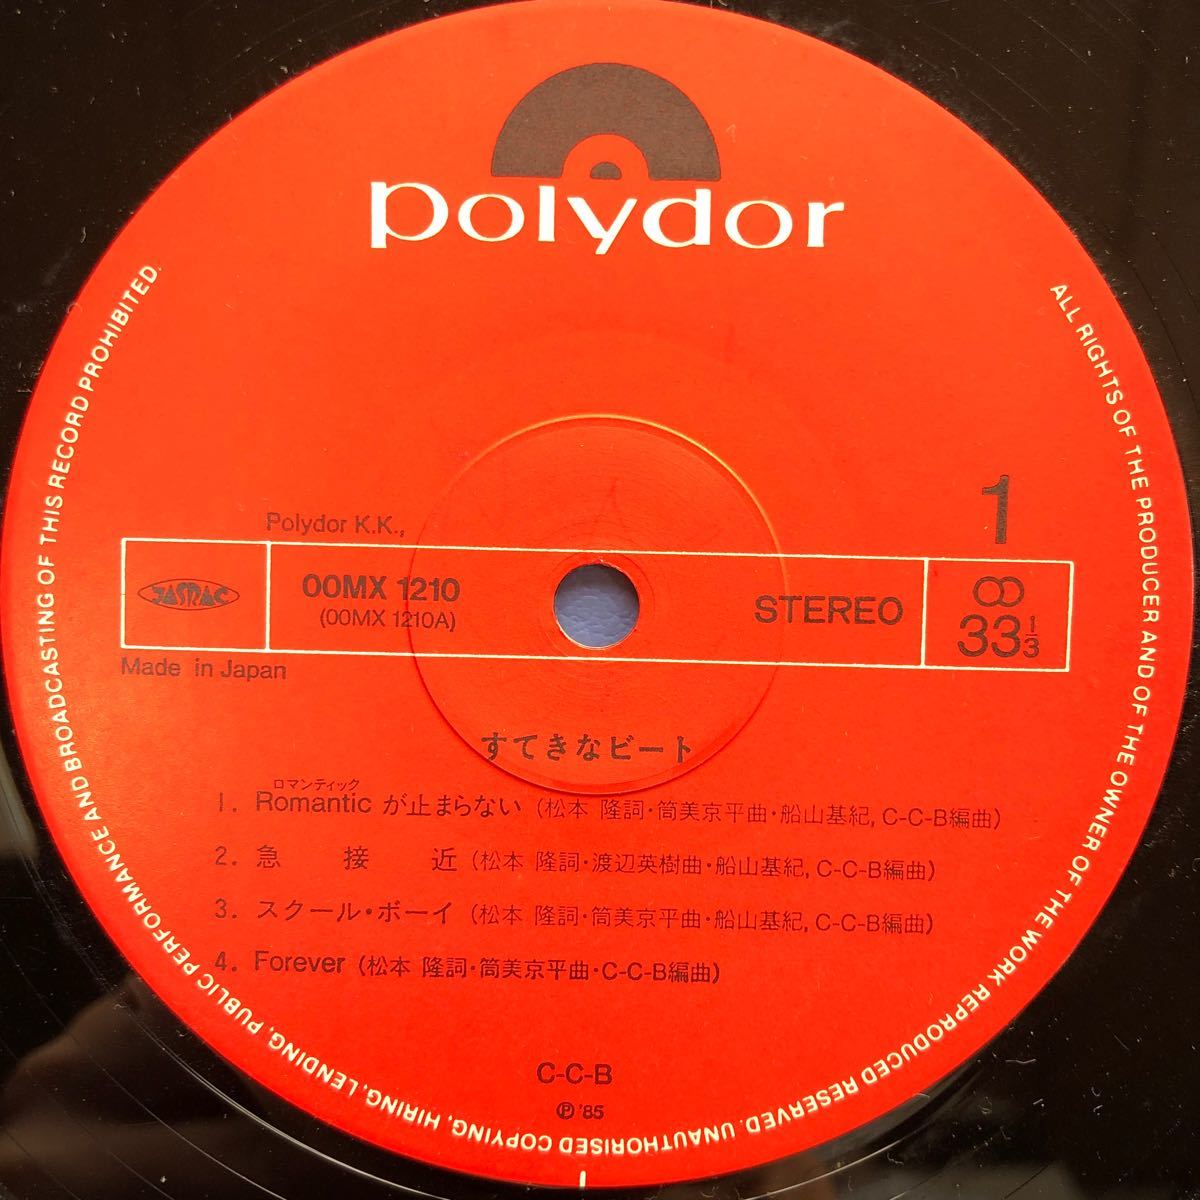 polydor
1
Polydor K.K.,
JASRAC
00MX 1210
(00MX 1210A)
STEREO
33 1/3
Made in Japan
すてきなビート
ロマンティック
1. Romantic が止まらない (松本 隆詞・筒美京平曲・船山基紀, C-C-B編曲)
2. 急接近 (松本 隆詞・渡辺英樹曲・船山基紀, C-C-B編曲)
3. スクール・ボーイ (松本 隆詞・筒美京平曲・船山基紀, C-C-B編曲)
4. Forever (松本 隆詞・筒美京平曲・C-C-B編曲)
C-C-B
Ⓟ '85
ALL RIGHTS OF THE PRODUCER AND OF THE OWNER OF THE WORK REPRODUCED RESERVED. UNAUTHORISED COPYING, HIRING, LENDING, PUBLIC PERFORMANCE AND BROADCASTING OF THIS RECORD PROHIBITED.